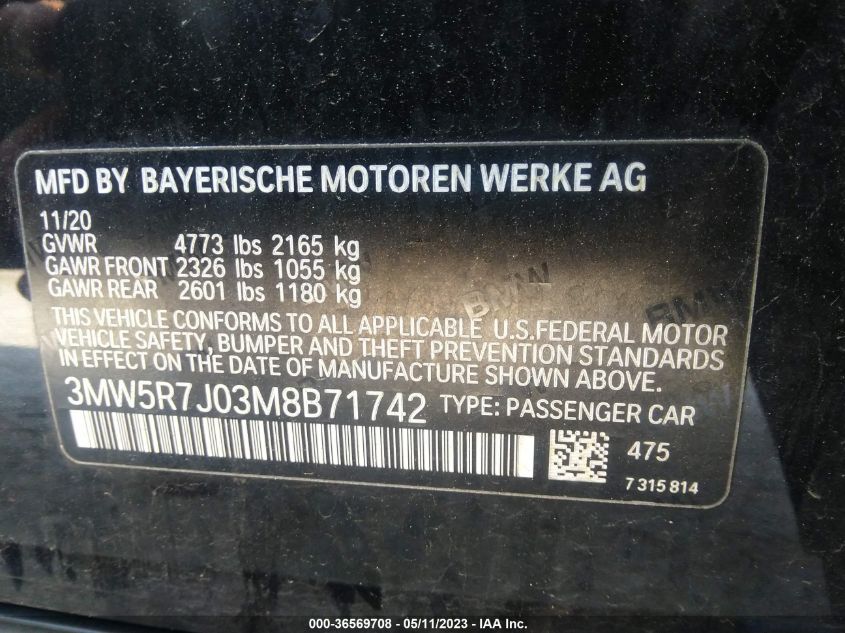 MFD BY BAYERISCHE MOTOREN WERKE AG
11/20
GVWR 4773 lbs 2165 kg
GAWR FRONT 2326 lbs 1055 kg
GAWR REAR 2601 lbs 1180 kg
THIS VEHICLE CONFORMS TO ALL APPLICABLE U.S.FEDERAL MOTOR
VEHICLE SAFETY, BUMPER AND THEFT PREVENTION STANDARDS
IN EFFECT ON THE DATE OF MANUFACTURE SHOWN ABOVE.
3MW5R7J03M8B71742 TYPE: PASSENGER CAR
475
7 315 814
BMW
BMW
000-36569708 - 05/11/2023 - IAA Inc.